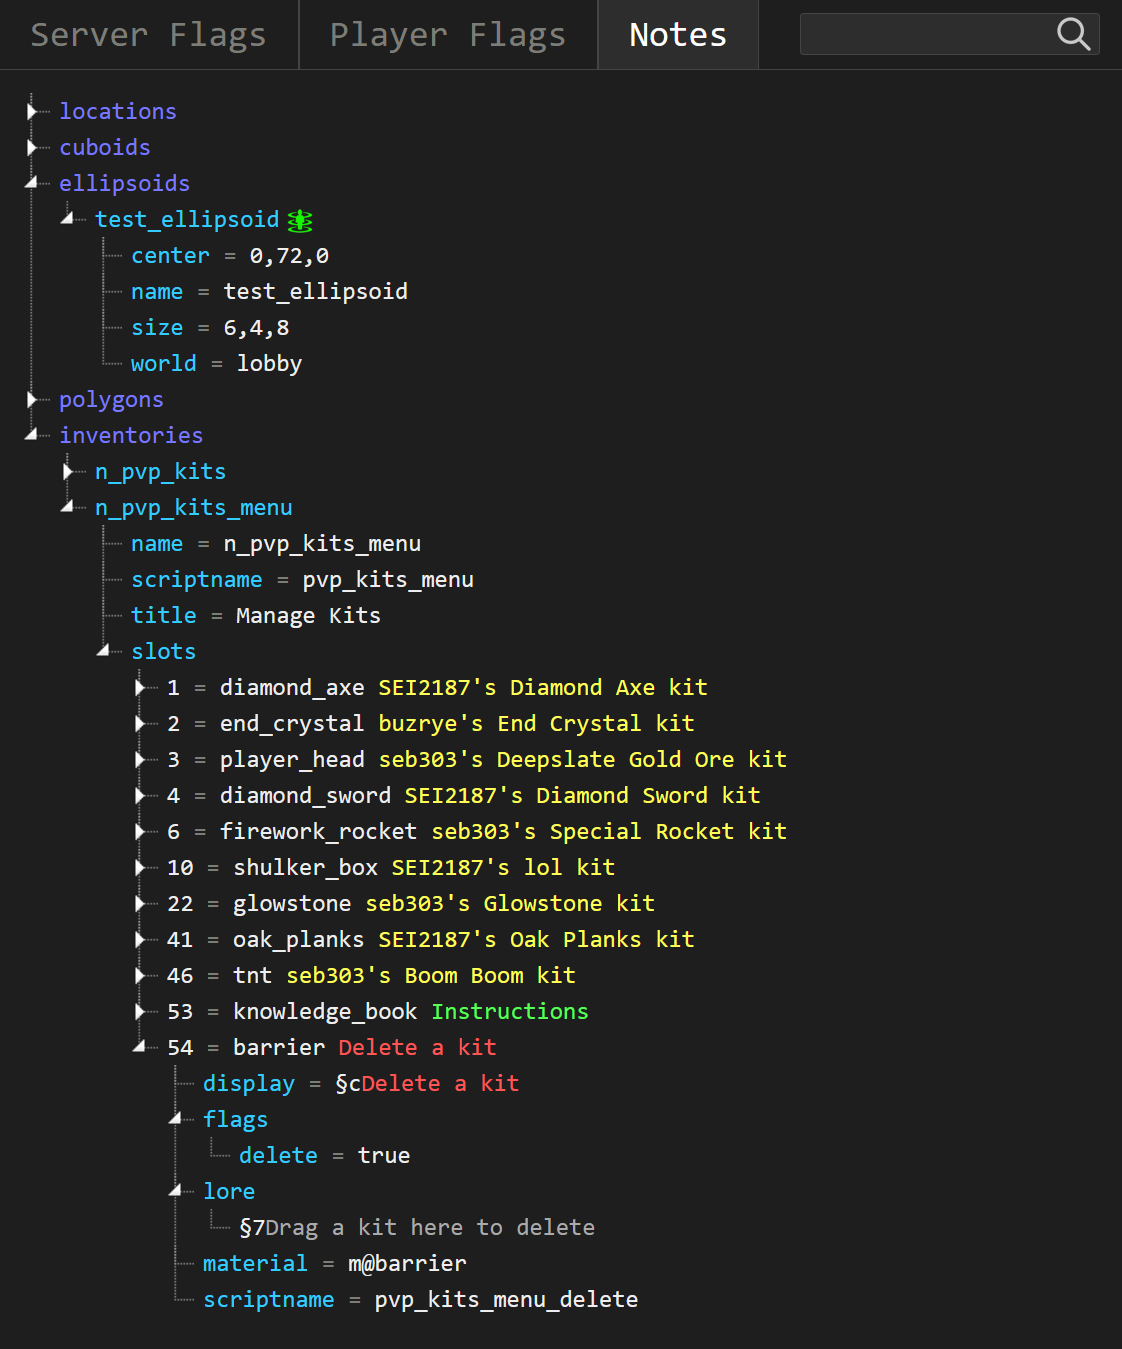 Server Flags Player Flags Notes
locations
cuboids
ellipsoids
test_ellipsoid
center = 0,72,0
name = test_ellipsoid
size = 6,4,8
world = lobby
polygons
inventories
n_pvp_kits
n_pvp_kits_menu
name = n_pvp_kits_menu
scriptname = pvp_kits_menu
title = Manage Kits
slots
1 = diamond_axe SEI2187's Diamond Axe kit
2 = end_crystal buzrye's End Crystal kit
3 = player_head seb303's Deepslate Gold Ore kit
4 = diamond_sword SEI2187's Diamond Sword kit
6 = firework_rocket seb303's Special Rocket kit
10 = shulker_box SEI2187's lol kit
22 = glowstone seb303's Glowstone kit
41 = oak_planks SEI2187's Oak Planks kit
46 = tnt seb303's Boom Boom kit
53 = knowledge_book Instructions
54 = barrier Delete a kit
display = §cDelete a kit
flags
delete = true
lore
§7Drag a kit here to delete
material = m@barrier
scriptname = pvp_kits_menu_delete